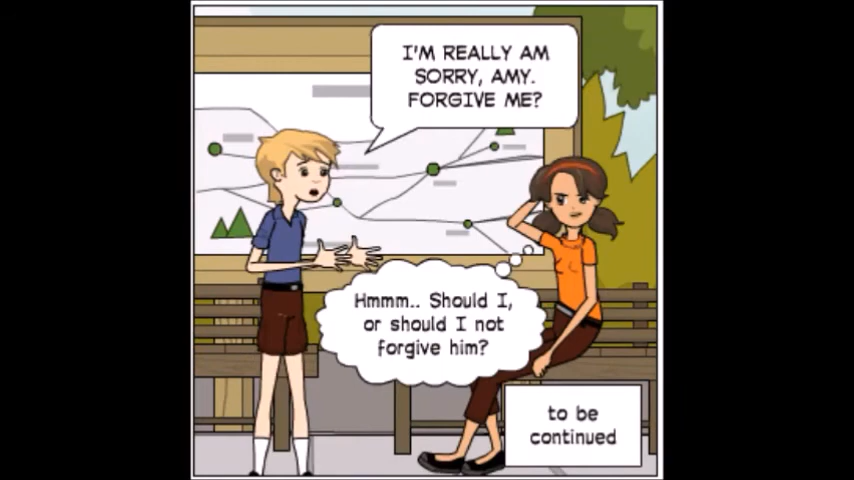 I'M REALLY AM
SORRY, AMY.
FORGIVE ME?
Hmmm.. Should I,
or should I not
forgive him?
to be
continued